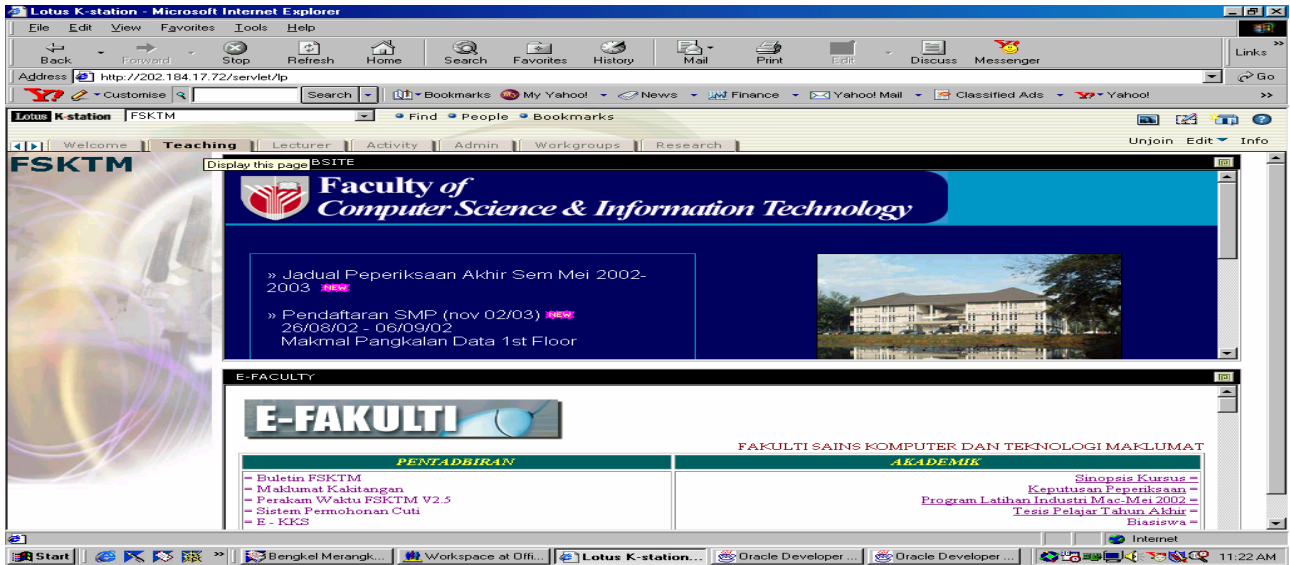 Lotus K-station - Microsoft Internet Explorer
File Edit View Favorites Tools Help
Back Forward Stop Refresh Home Search Favorites History Mail Print Edit Discuss Messenger Links
Address http://202.184.17.72/servlet/lp Go
Customise Search Bookmarks My Yahoo! News Finance Yahoo! Mail Classified Ads Yahoo!
Lotus K-station FSKTM Find People Bookmarks
Welcome Teaching Lecturer Activity Admin Workgroups Research Unjoin Edit Info
FSKTM
Display this page
BSITE
Faculty of
Computer Science & Information Technology
» Jadual Peperiksaan Akhir Sem Mei 2002-
2003 NEW
» Pendaftaran SMP (nov 02/03) NEW
26/08/02 - 06/09/02
Makmal Pangkalan Data 1st Floor
E-FACULTY
E-FAKULTI
FAKULTI SAINS KOMPUTER DAN TEKNOLOGI MAKLUMAT
PENTADBIRAN
= Buletin FSKTM
= Maklumat Kakitangan
= Perakam Waktu FSKTM V2.5
= Sistem Permohonan Cuti
= E - KKS
AKADEMIK
Sinopsis Kursus =
Keputusan Peperiksaan =
Program Latihan Industri Mac-Mei 2002 =
Tesis Pelajar Tahun Akhir =
Biasiswa =
Internet
Start Bengkel Merangk... Workspace at Offi... Lotus K-station... Oracle Developer ... Oracle Developer ... 11:22 AM